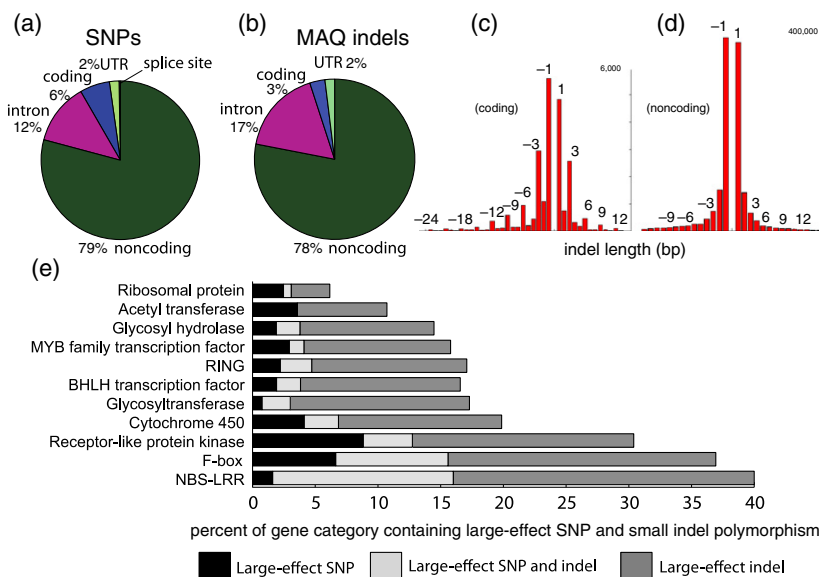 (a)
SNPs
2%UTR
splice site
coding
6%
intron
12%
79% noncoding
(b)
MAQ indels
UTR 2%
coding
3%
intron
17%
78% noncoding
(c)
6,000
(coding)
−24 −18 −12 −9 −6 −3 −1 1 3 6 9 12
(d)
400,000
(noncoding)
−9 −6 −3 −1 1 3 6 9 12
indel length (bp)
(e)
Ribosomal protein
Acetyl transferase
Glycosyl hydrolase
MYB family transcription factor
RING
BHLH transcription factor
Glycosyltransferase
Cytochrome 450
Receptor-like protein kinase
F-box
NBS-LRR
0 5 10 15 20 25 30 35 40
percent of gene category containing large-effect SNP and small indel polymorphism
Large-effect SNP
Large-effect SNP and indel
Large-effect indel